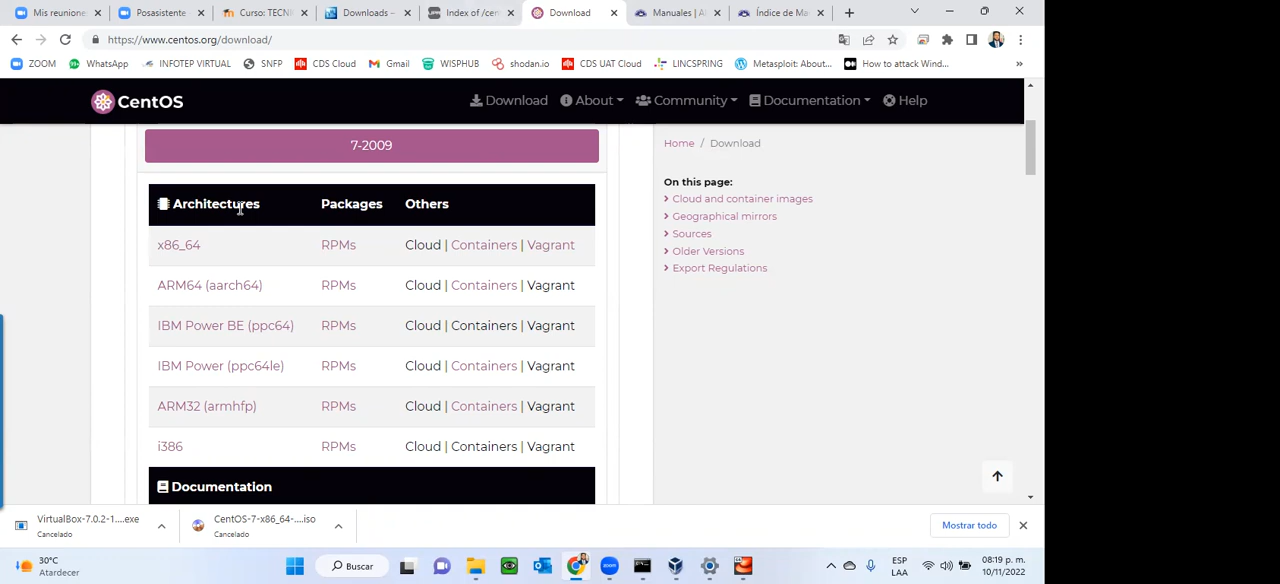 Mis reunione
Posasistente
Curso: TECNI
Downloads –
Index of /cen
Download
Manuales | Al
Índice de Ma
https://www.centos.org/download/
ZOOM
WhatsApp
INFOTEP VIRTUAL
SNFP
CDS Cloud
Gmail
WISPHUB
shodan.io
CDS UAT Cloud
LINCSPRING
Metasploit: About...
How to attack Wind...
»
CentOS
Download
About
Community
Documentation
Help
7-2009
Home / Download
Architectures Packages Others
On this page:
Cloud and container images
Geographical mirrors
Sources
Older Versions
Export Regulations
x86_64 RPMs Cloud | Containers | Vagrant
ARM64 (aarch64) RPMs Cloud | Containers | Vagrant
IBM Power BE (ppc64) RPMs Cloud | Containers | Vagrant
IBM Power (ppc64le) RPMs Cloud | Containers | Vagrant
ARM32 (armhfp) RPMs Cloud | Containers | Vagrant
i386 RPMs Cloud | Containers | Vagrant
Documentation
VirtualBox-7.0.2-1....exe
Cancelado
CentOS-7-x86_64-....iso
Cancelado
Mostrar todo
30°C
Atardecer
Buscar
ESP
LAA
08:19 p. m.
10/11/2022